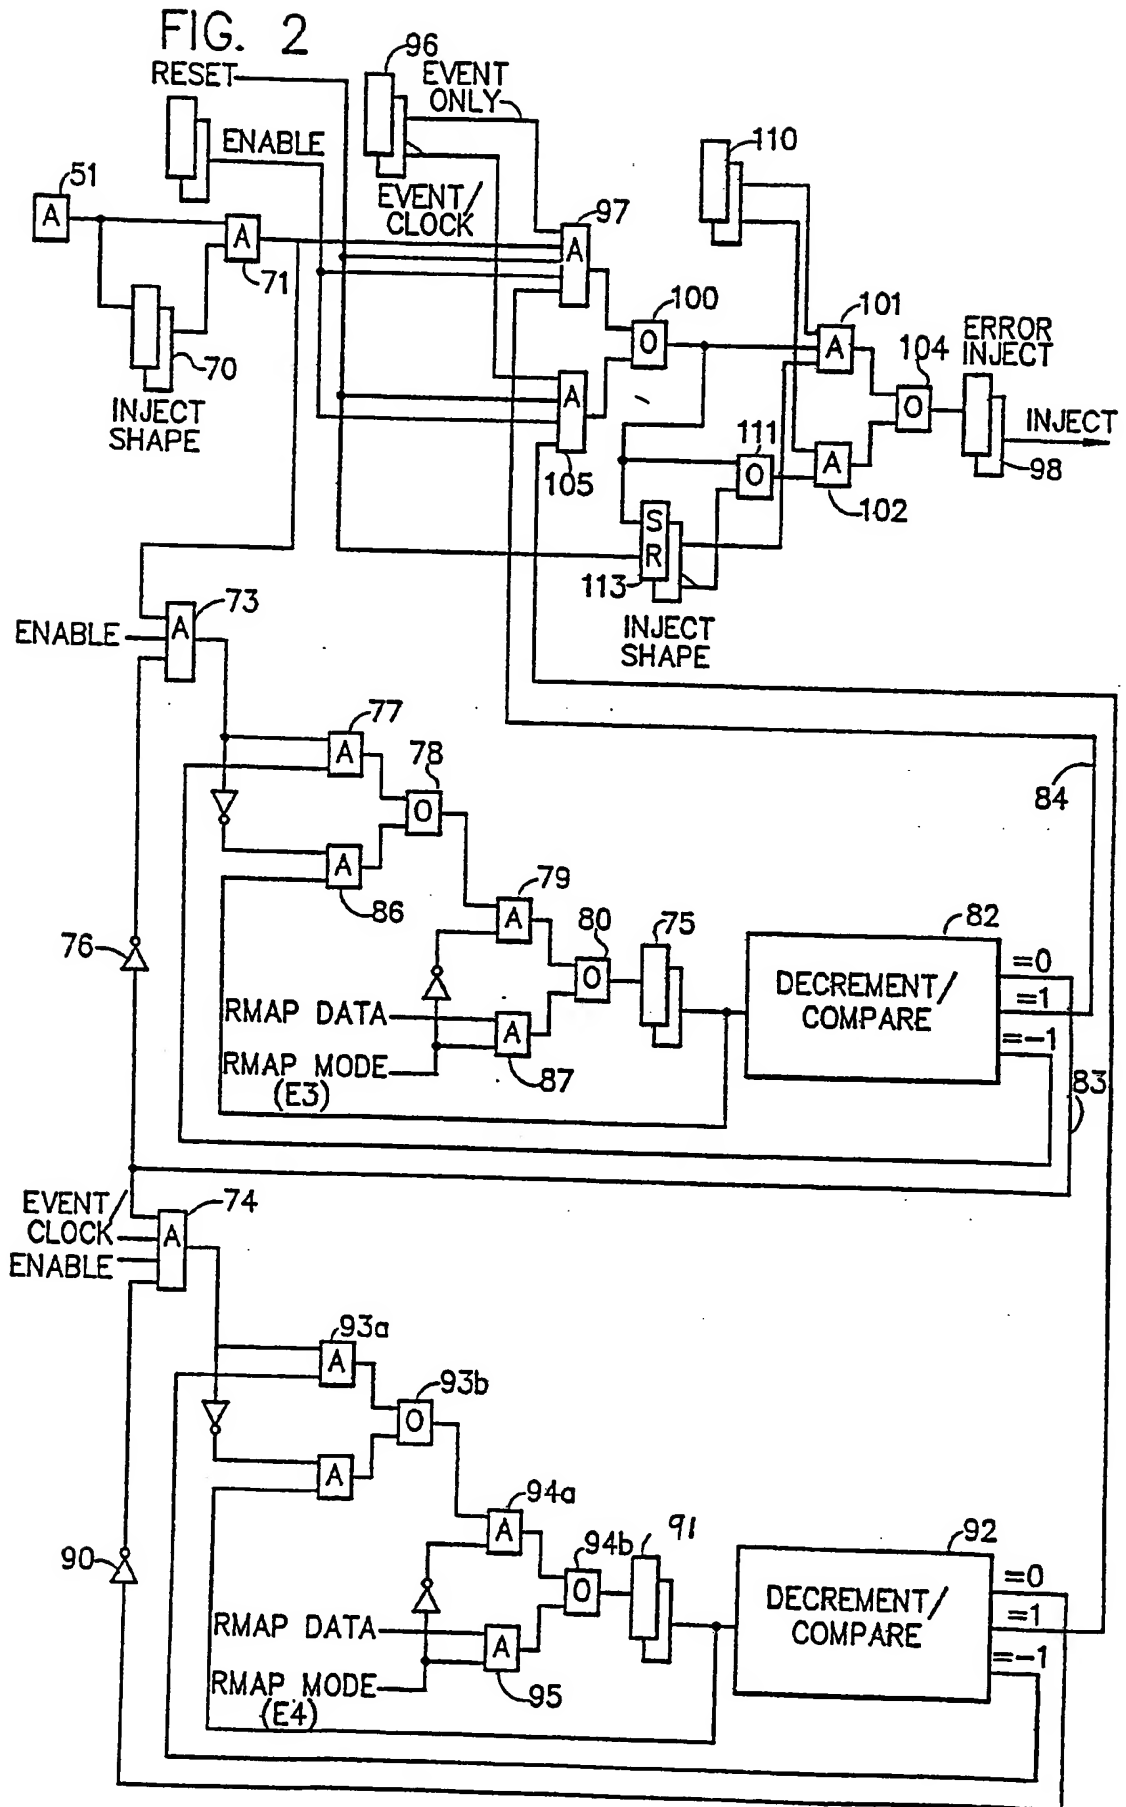 FIG. 2
RESET
96
EVENT
ONLY
ENABLE
110
51
A
EVENT/
CLOCK
97
A
A
71
100
O
101
A
ERROR
INJECT
104
O
INJECT
98
70
INJECT
SHAPE
A
105
111
O
A
102
S
R
113
INJECT
SHAPE
73
ENABLE
A
77
A
78
O
84
A
86
79
A
80
O
75
82
DECREMENT/
COMPARE
=0
=1
=-1
76
RMAP DATA
A
RMAP MODE
(E3)
87
83
EVENT/
CLOCK
ENABLE
74
A
93a
A
93b
O
A
94a
A
94b
O
91
92
DECREMENT/
COMPARE
=0
=1
=-1
90
RMAP DATA
A
RMAP MODE
(E4)
95